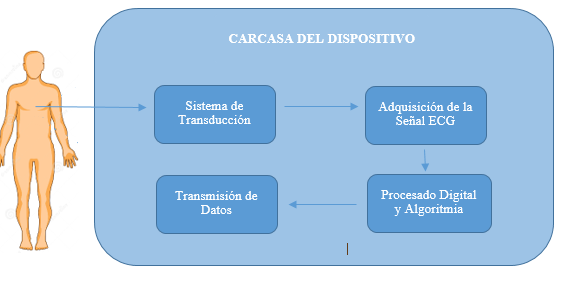 CARCASA DEL DISPOSITIVO
Sistema de
Transducción
Adquisición de la
Señal ECG
Procesado Digital
y Algoritmia
Transmisión de
Datos